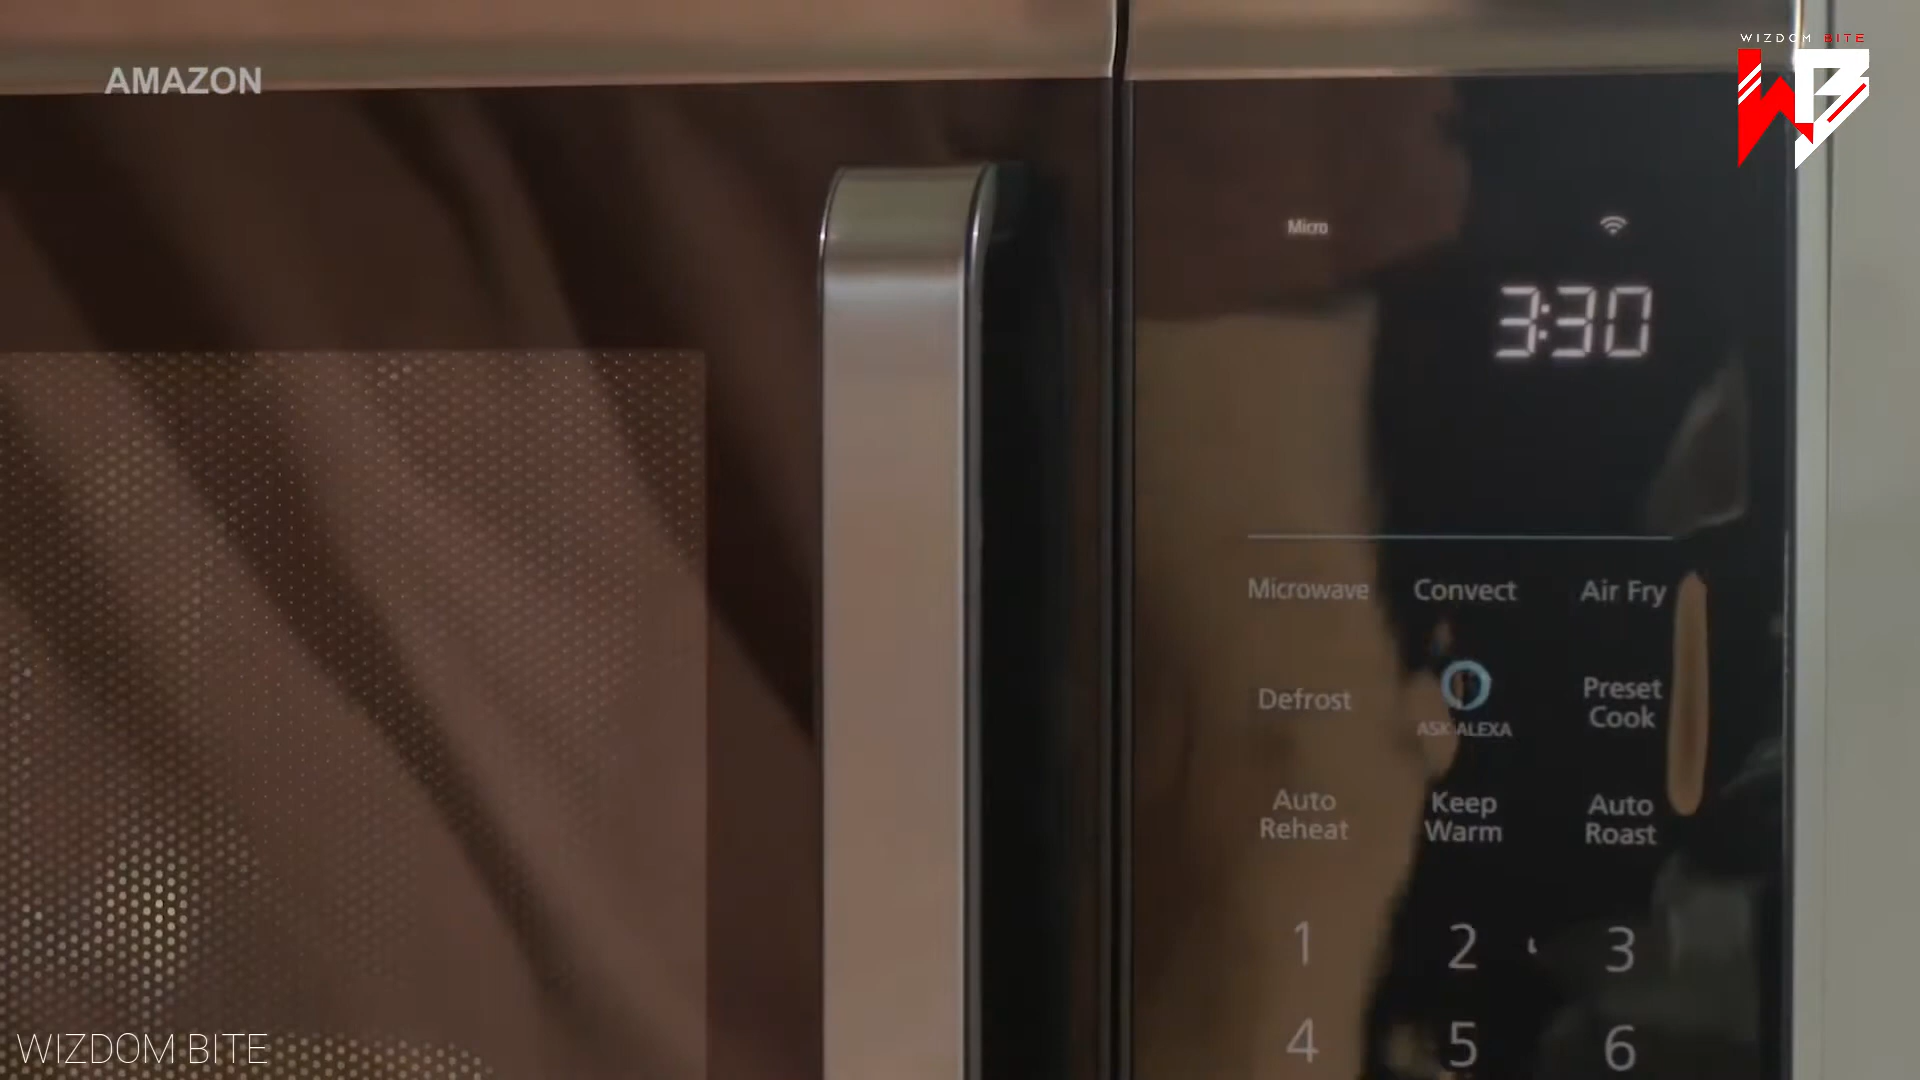 WIZDOM BITE
WB
AMAZON
Micro
3:30
Microwave Convect Air Fry
Defrost ASK ALEXA Preset Cook
Auto Reheat Keep Warm Auto Roast
1 2 3
4 5 6
WIZDOM BITE